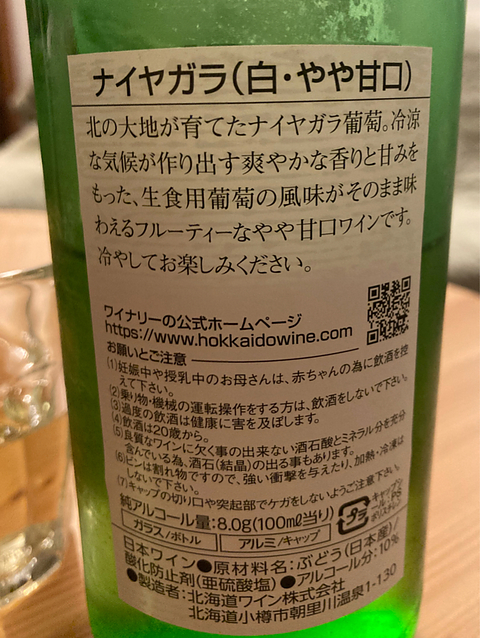 ナイヤガラ(白・やや甘口)
北の大地が育てたナイヤガラ葡萄。冷涼
な気候が作り出す爽やかな香りと甘みを
もった、生食用葡萄の風味がそのまま味
わえるフルーティーなやや甘口ワインです。
冷やしてお楽しみください。
ワイナリーの公式ホームページ
https://www.hokkaidowine.com
お願いとご注意
(1)妊娠中や授乳中のお母さんは、赤ちゃんの為に飲酒を控
えて下さい。
(2)乗り物・機械の運転操作をする方は、飲酒をしないで下さい。
(3)過度の飲酒は健康に害を及ぼします。
(4)飲酒は20歳から。
(5)良質なワインに欠く事の出来ない酒石酸とミネラル分を充分
含んでいる為、酒石(結晶)の出る事もあります。
(6)ビンは割れ物ですので、強い衝撃を与えたり、加熱・冷凍は
しないで下さい。
(7)キャップの切り口や突起部でケガをしないようご注意下さい。
純アルコール量:8.0g(100mℓ当り)
ガラス/ボトル
アルミ/キャップ
プラ
キャップシ
ール:PS
日本ワイン●原材料名:ぶどう(日本産)/
酸化防止剤(亜硫酸塩)●アルコール分:10%
●製造者:北海道ワイン株式会社
北海道小樽市朝里川温泉1-130